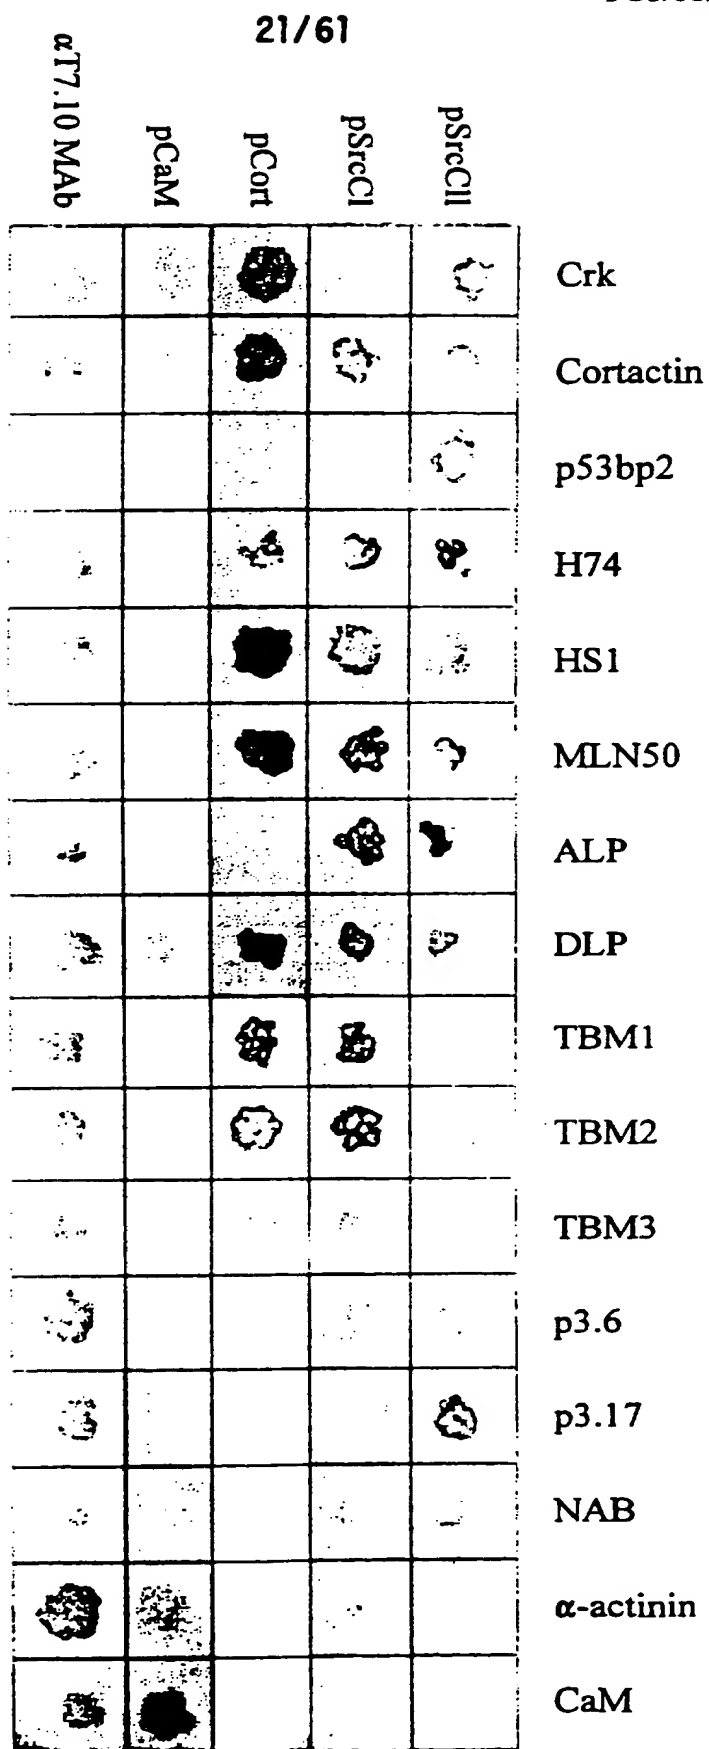 21/61
αT7.10 MAb
pCaM
pCort
pSrcCI
pSrcCII
Crk
Cortactin
p53bp2
H74
HS1
MLN50
ALP
DLP
TBM1
TBM2
TBM3
p3.6
p3.17
NAB
α-actinin
CaM